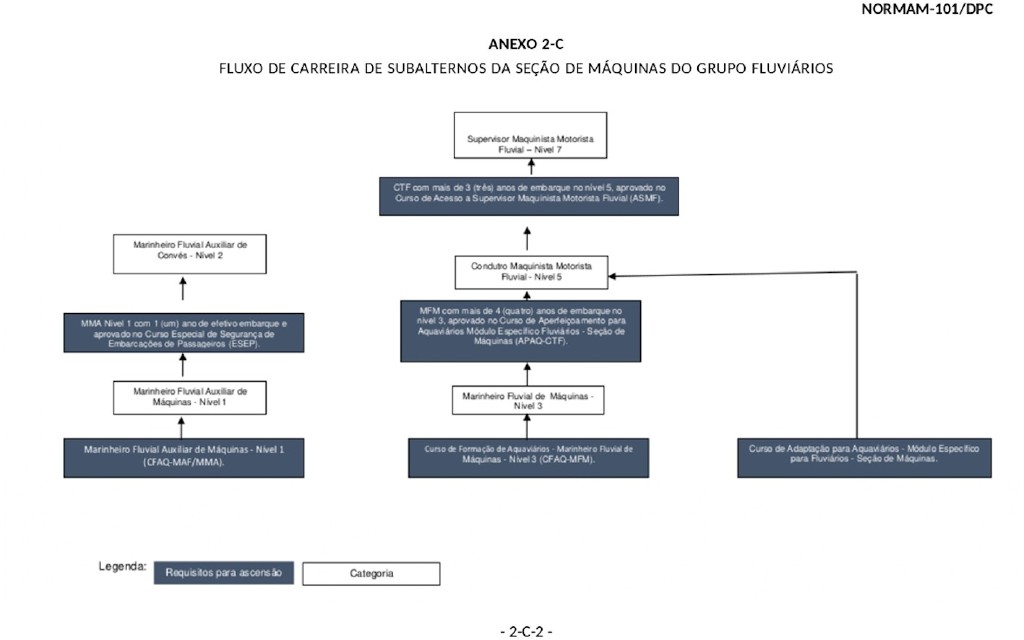 NORMAM-101/DPC
ANEXO 2-C
FLUXO DE CARREIRA DE SUBALTERNOS DA SEÇÃO DE MÁQUINAS DO GRUPO FLUVIÁRIOS
Supervisor Maquinista Motorista
Fluvial – Nível 7
CTF com mais de 3 (três) anos de embarque no nível 5, aprovado no
Curso de Acesso a Supervisor Maquinista Motorista Fluvial (ASMF).
Marinheiro Fluvial Auxiliar de
Convés - Nível 2
Condutro Maquinista Motorista
Fluvial - Nível 5
MMA Nível 1 com 1 (um) ano de efetivo embarque e
aprovado no Curso Especial de Segurança de
Embarcações de Passageiros (ESEP).
MFM com mais de 4 (quatro) anos de embarque no
nível 3, aprovado no Curso de Aperfeiçoamento para
Aquaviários Módulo Específico Fluviários - Seção de
Máquinas (APAQ-CTF).
Marinheiro Fluvial Auxiliar de
Máquinas - Nível 1
Marinheiro Fluvial de Máquinas -
Nível 3
Marinheiro Fluvial Auxiliar de Máquinas - Nível 1
(CFAQ-MAF/MMA).
Curso de Formação de Aquaviários - Marinheiro Fluvial de
Máquinas - Nível 3 (CFAQ-MFM).
Curso de Adaptação para Aquaviários - Módulo Específico
para Fluviários - Seção de Máquinas.
Legenda:
Requisitos para ascensão
Categoria
- 2-C-2 -